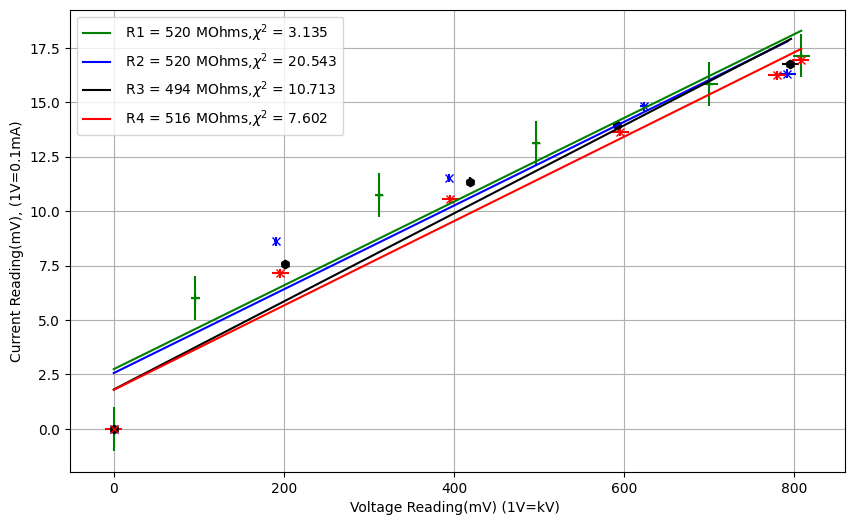 R1 = 520 MOhms,χ² = 3.135
R2 = 520 MOhms,χ² = 20.543
R3 = 494 MOhms,χ² = 10.713
R4 = 516 MOhms,χ² = 7.602
Current Reading(mV), (1V=0.1mA)
17.5
15.0
12.5
10.0
7.5
5.0
2.5
0.0
0 200 400 600 800
Voltage Reading(mV) (1V=kV)